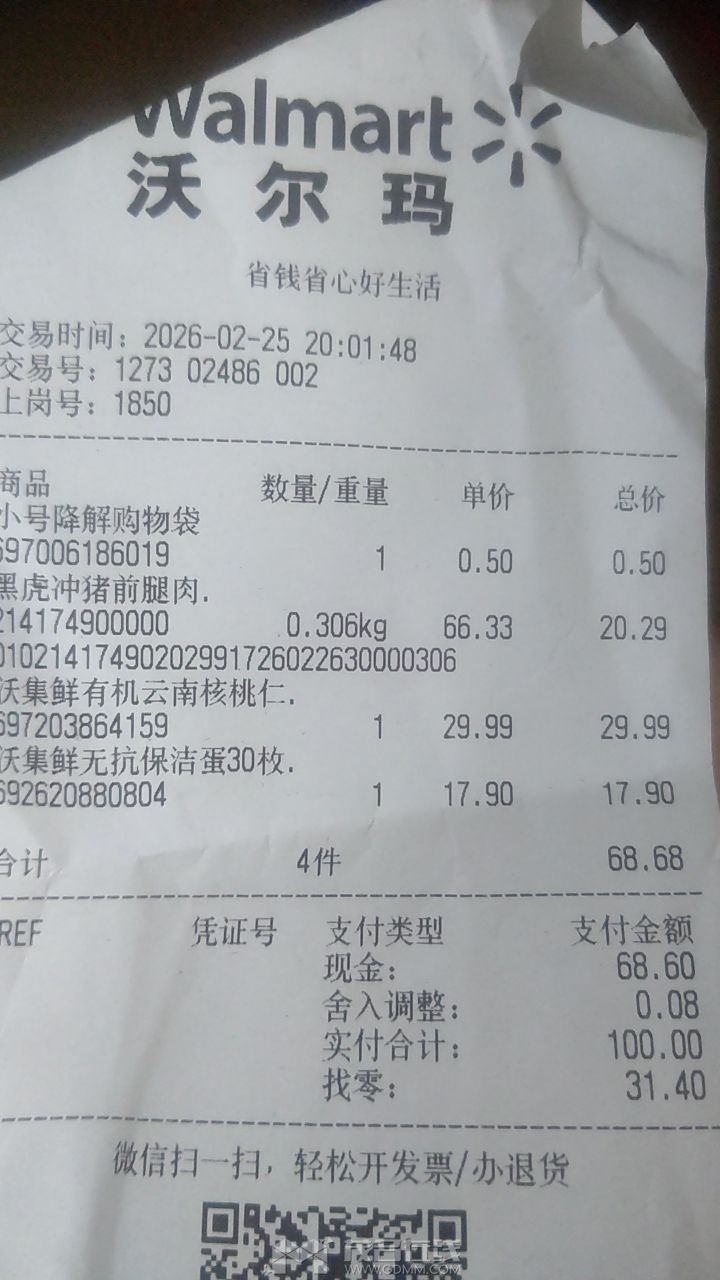 Walmart
沃尔玛
省钱省心好生活
交易时间: 2026-02-25 20:01:48
交易号: 1273 02486 002
上岗号: 1850
商品 数量/重量 单价 总价
小号降解购物袋
697006186019 1 0.50 0.50
黑虎冲猪前腿肉.
214174900000 0.306kg 66.33 20.29
01021417490202991726022630000306
沃集鲜有机云南核桃仁.
697203864159 1 29.99 29.99
沃集鲜无抗保洁蛋30枚.
692620880804 1 17.90 17.90
合计 4件 68.68
REF 凭证号 支付类型 支付金额
现金: 68.60
舍入调整: 0.08
实付合计: 100.00
找零: 31.40
微信扫一扫, 轻松开发票/办退货
WWW.GDMM.COM